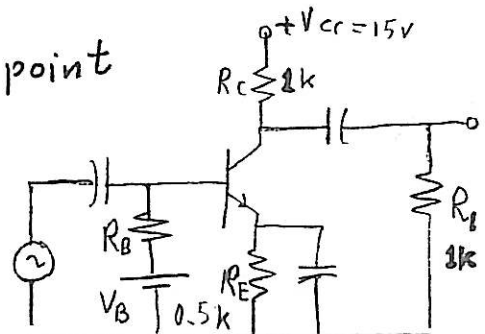 +Vcc=15v
point
RC 1k
RB
RL
1k
VB
0.5k
RE